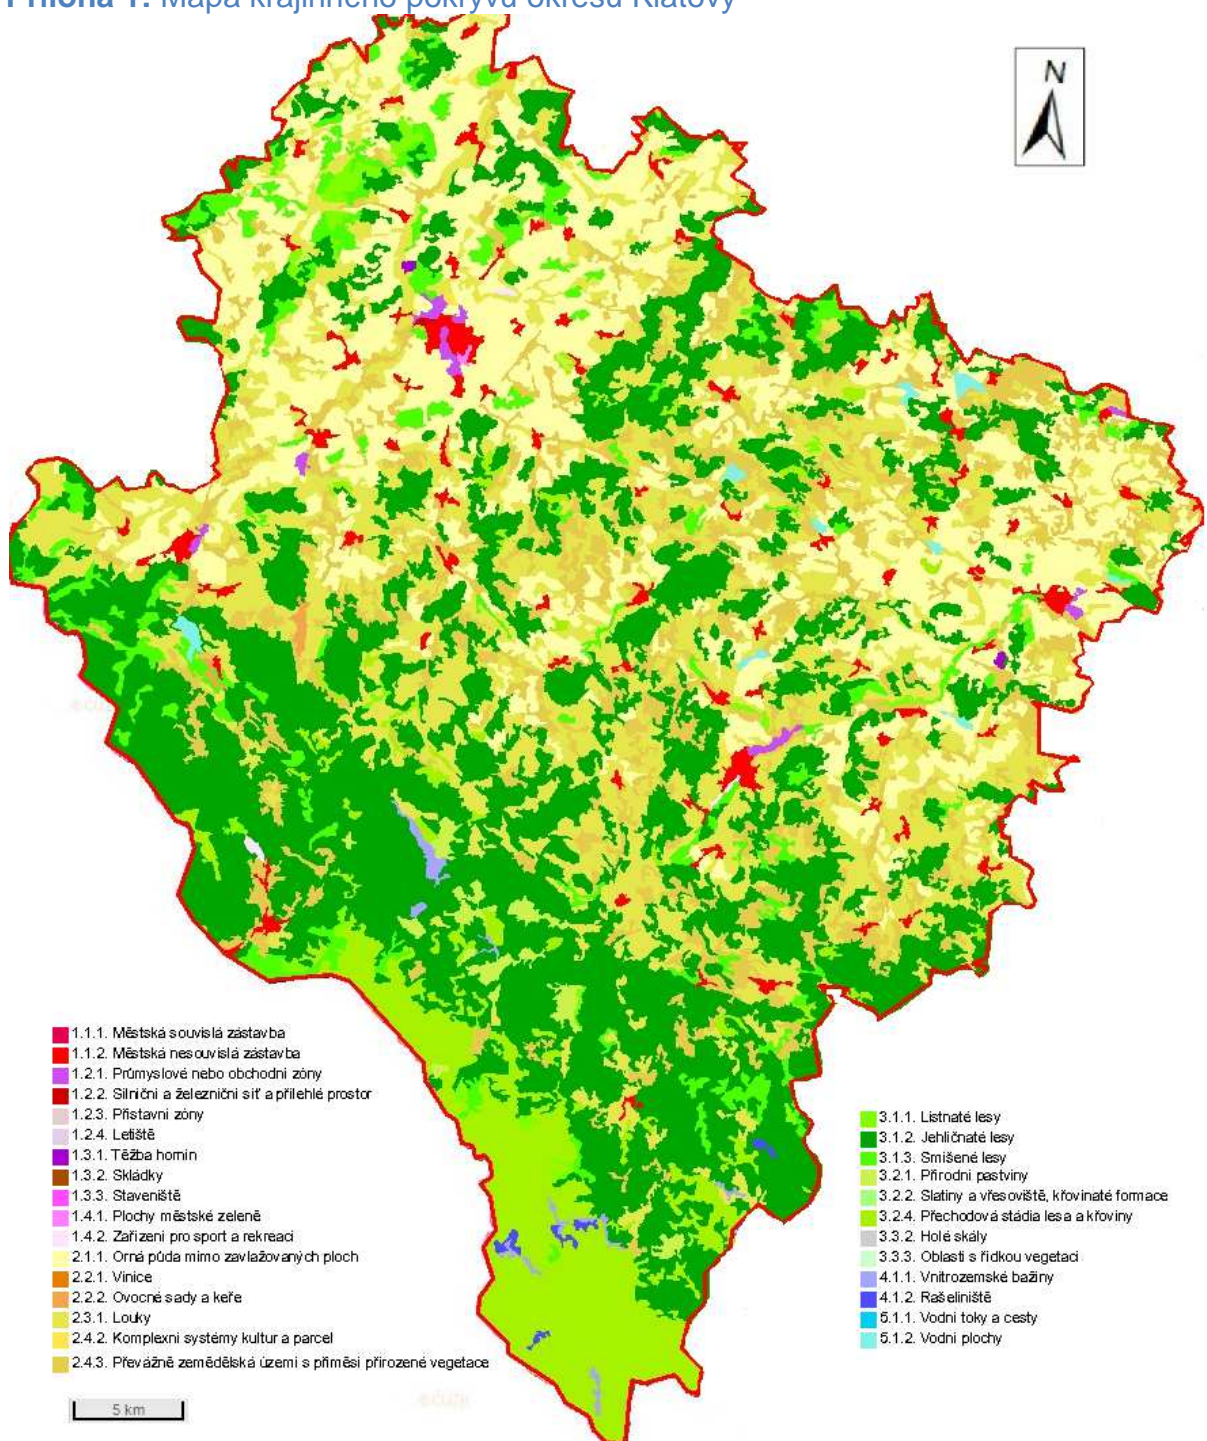 Příloha 1: Mapa krajinného pokryvu okresu Klatovy
N
1.1.1. Městská souvislá zástavba
1.1.2. Městská nesouvislá zástavba
1.2.1. Průmyslové nebo obchodní zóny
1.2.2. Silniční a železniční síť a přilehlé prostor
1.2.3. Přístavní zóny
1.2.4. Letiště
1.3.1. Těžba hornin
1.3.2. Skládky
1.3.3. Staveniště
1.4.1. Plochy městské zeleně
1.4.2. Zařízení pro sport a rekreaci
2.1.1. Orná půda mimo zavlažovaných ploch
2.2.1. Vinice
2.2.2. Ovocné sady a keře
2.3.1. Louky
2.4.2. Komplexní systémy kultur a parcel
2.4.3. Převážně zemědělská území s příměsí přirozené vegetace
5 km
3.1.1. Listnaté lesy
3.1.2. Jehličnaté lesy
3.1.3. Smíšené lesy
3.2.1. Přírodní pastviny
3.2.2. Slatiny a vřesoviště, křovinaté formace
3.2.4. Přechodová stádia lesa a křoviny
3.3.2. Holé skály
3.3.3. Oblasti s řídkou vegetací
4.1.1. Vnitrozemské bažiny
4.1.2. Rašeliniště
5.1.1. Vodní toky a cesty
5.1.2. Vodní plochy